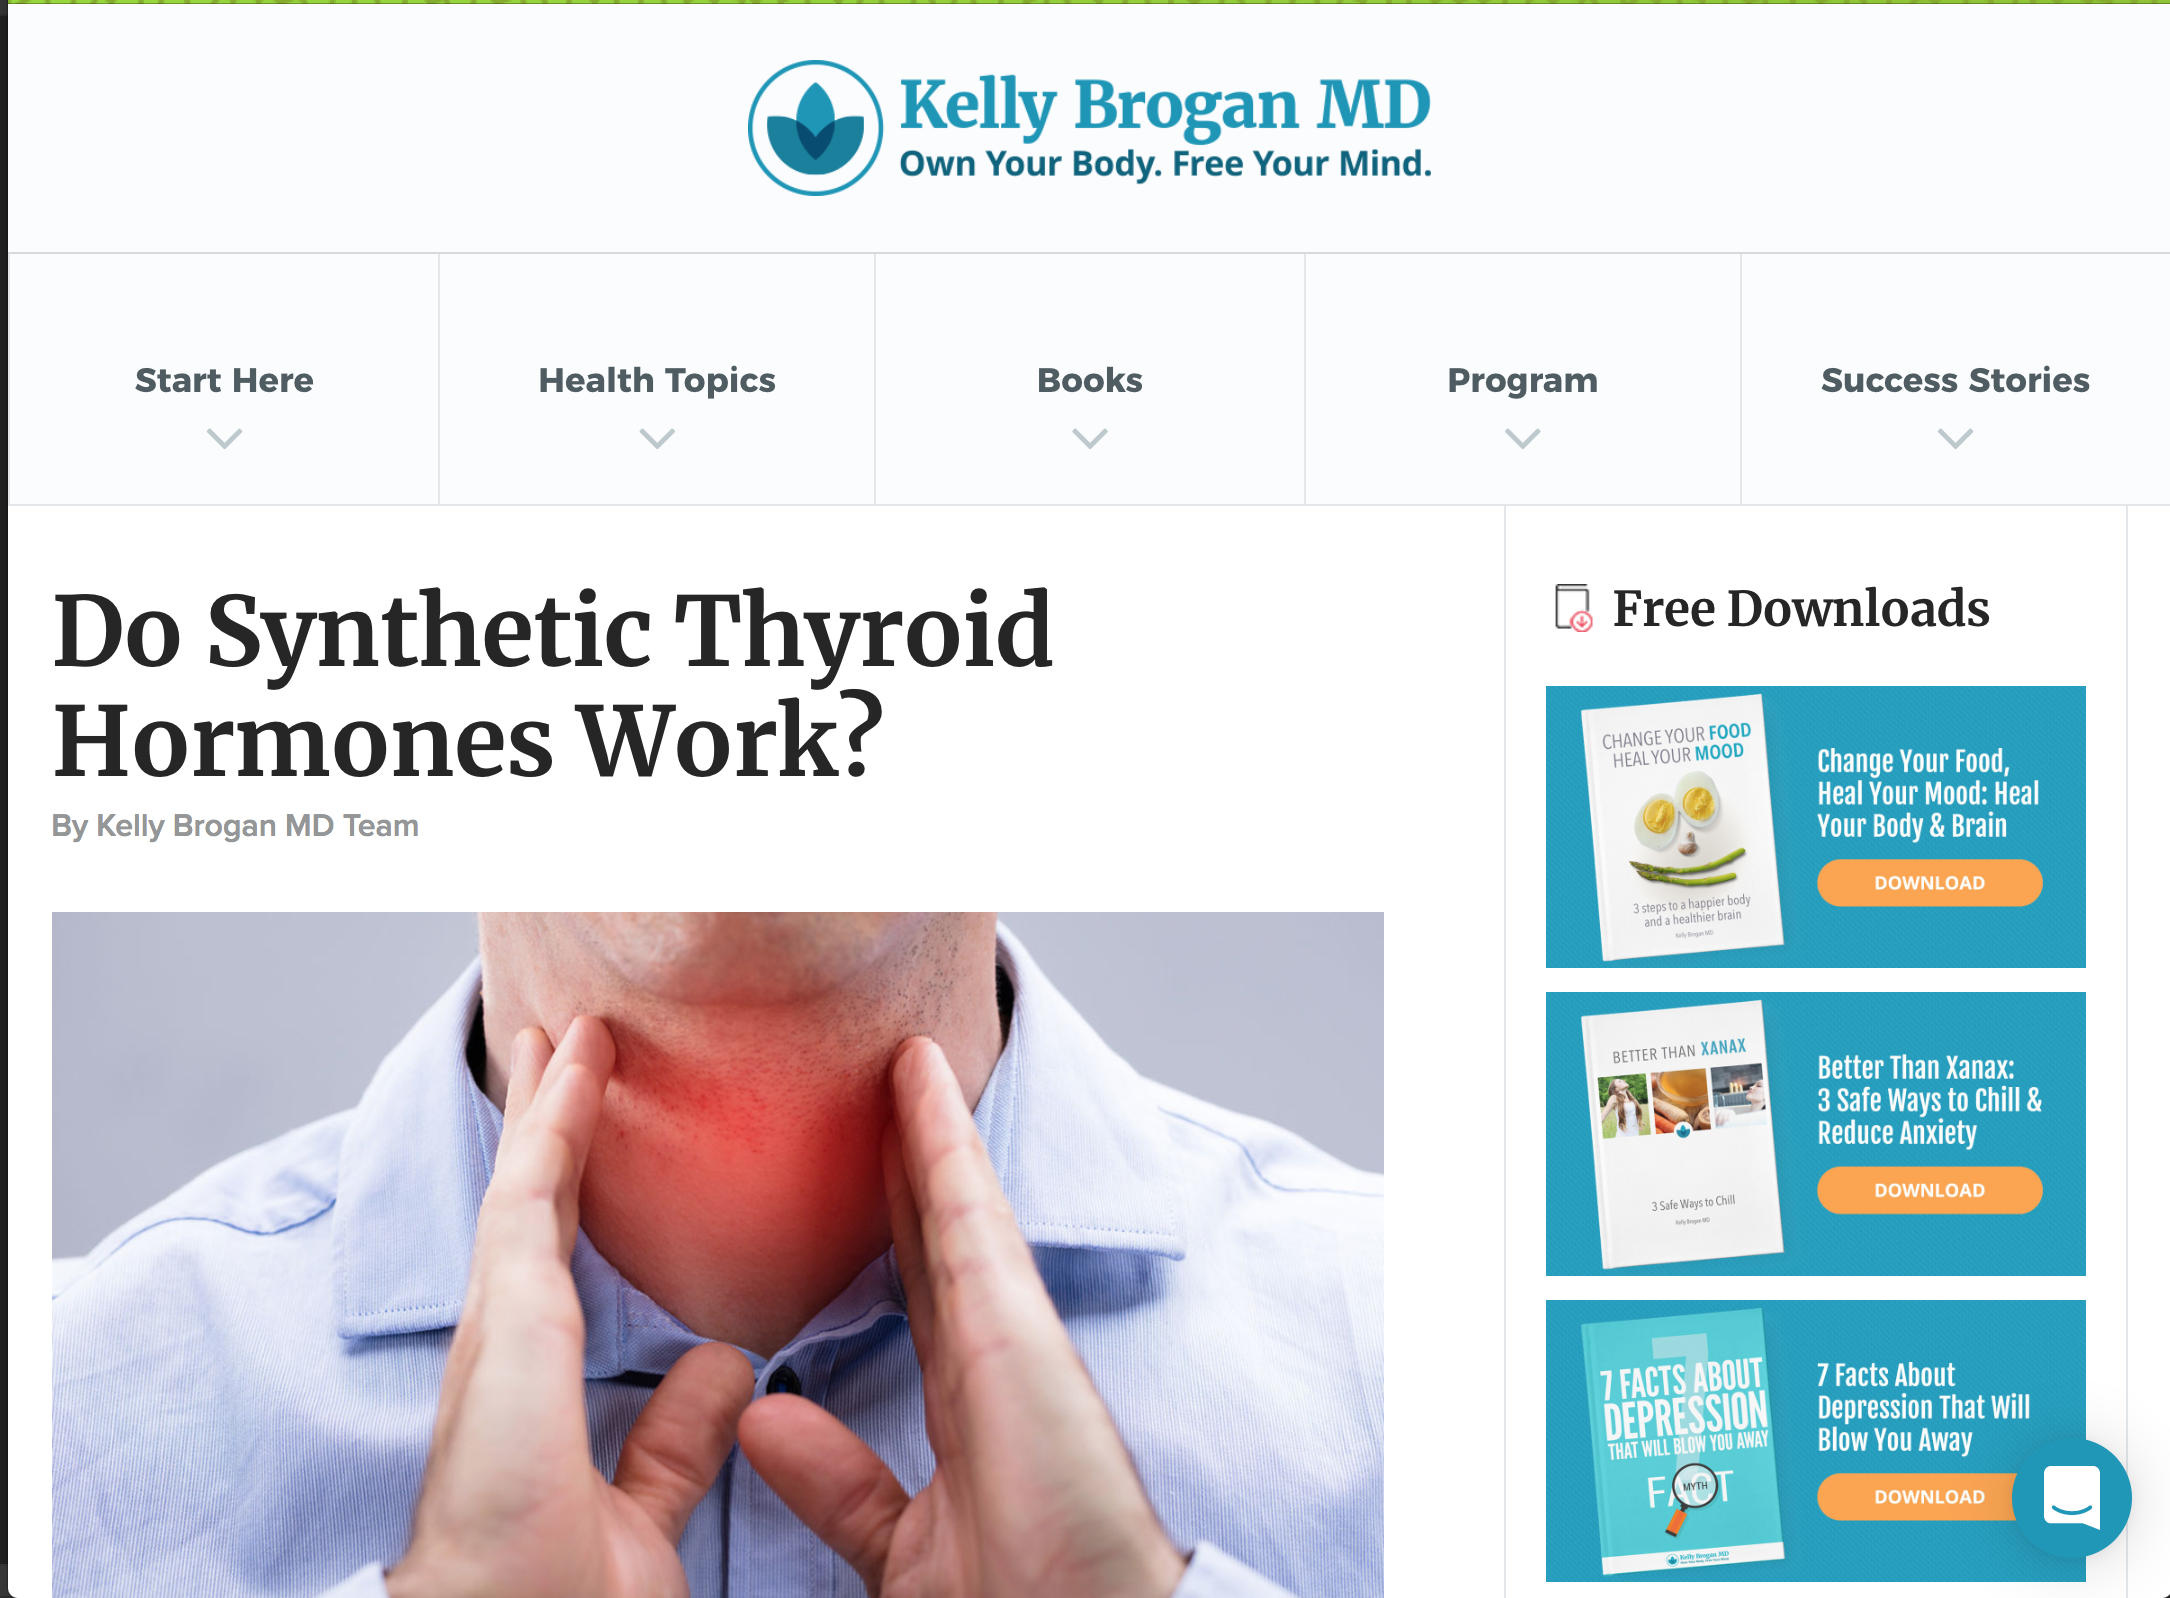 Kelly Brogan MD
Own Your Body. Free Your Mind.
Start Here
Health Topics
Books
Program
Success Stories
Do Synthetic Thyroid
Hormones Work?
By Kelly Brogan MD Team
Free Downloads
CHANGE YOUR FOOD
HEAL YOUR MOOD
3 steps to a happier body
and a healthier brain
Kelly Brogan MD
Change Your Food,
Heal Your Mood: Heal
Your Body & Brain
DOWNLOAD
BETTER THAN XANAX
3 Safe Ways to Chill
Kelly Brogan MD
Better Than Xanax:
3 Safe Ways to Chill &
Reduce Anxiety
DOWNLOAD
7
7 FACTS ABOUT
DEPRESSION
THAT WILL BLOW YOU AWAY
FACT
MYTH
Kelly Brogan MD
7 Facts About
Depression That Will
Blow You Away
DOWNLOAD